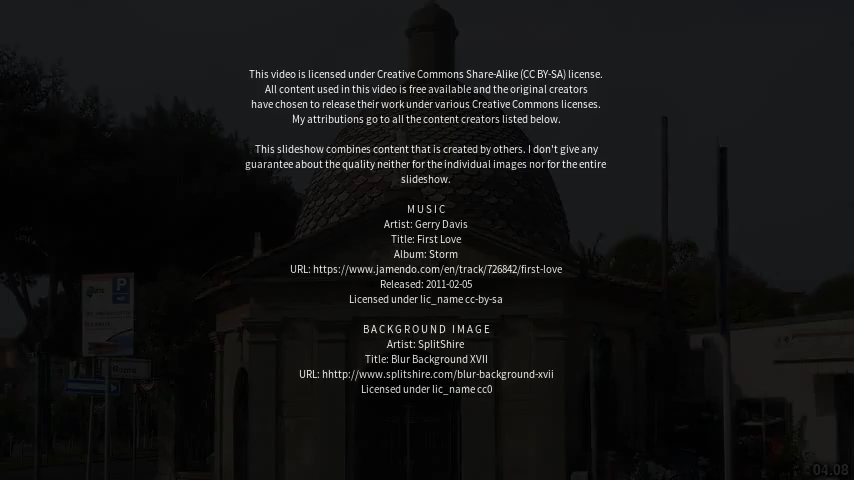 This video is licensed under Creative Commons Share-Alike (CC BY-SA) license.
All content used in this video is free available and the original creators
have chosen to release their work under various Creative Commons licenses.
My attributions go to all the content creators listed below.
This slideshow combines content that is created by others. I don't give any
guarantee about the quality neither for the individual images nor for the entire
slideshow.
MUSIC
Artist: Gerry Davis
Title: First Love
Album: Storm
URL: https://www.jamendo.com/en/track/726842/first-love
Released: 2011-02-05
Licensed under lic_name cc-by-sa
BACKGROUND IMAGE
Artist: SplitShire
Title: Blur Background XVII
URL: hhttp://www.splitshire.com/blur-background-xvii
Licensed under lic_name cc0
P
04.08